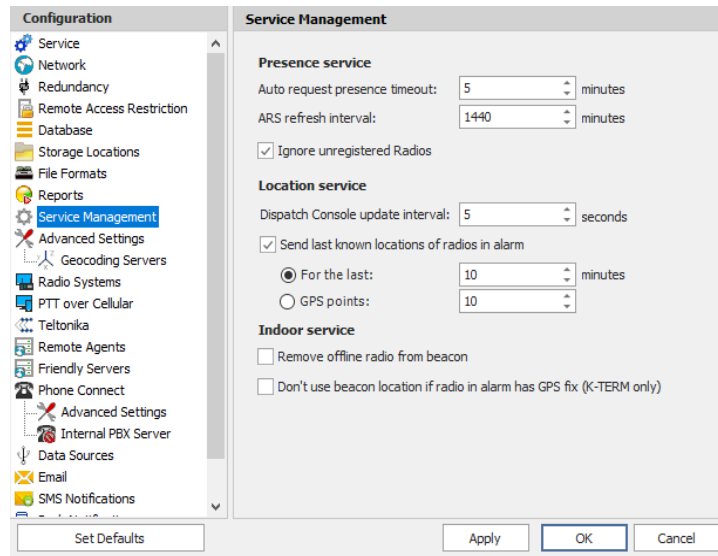 Configuration
Service
Network
Redundancy
Remote Access Restriction
Database
Storage Locations
File Formats
Reports
Service Management
Advanced Settings
Geocoding Servers
Radio Systems
PTT over Cellular
Teltonika
Remote Agents
Friendly Servers
Phone Connect
Advanced Settings
Internal PBX Server
Data Sources
Email
SMS Notifications
Set Defaults
Service Management
Presence service
Auto request presence timeout: 5 minutes
ARS refresh interval: 1440 minutes
Ignore unregistered Radios
Location service
Dispatch Console update interval: 5 seconds
Send last known locations of radios in alarm
For the last: 10 minutes
GPS points: 10
Indoor service
Remove offline radio from beacon
Don't use beacon location if radio in alarm has GPS fix (K-TERM only)
Apply OK Cancel